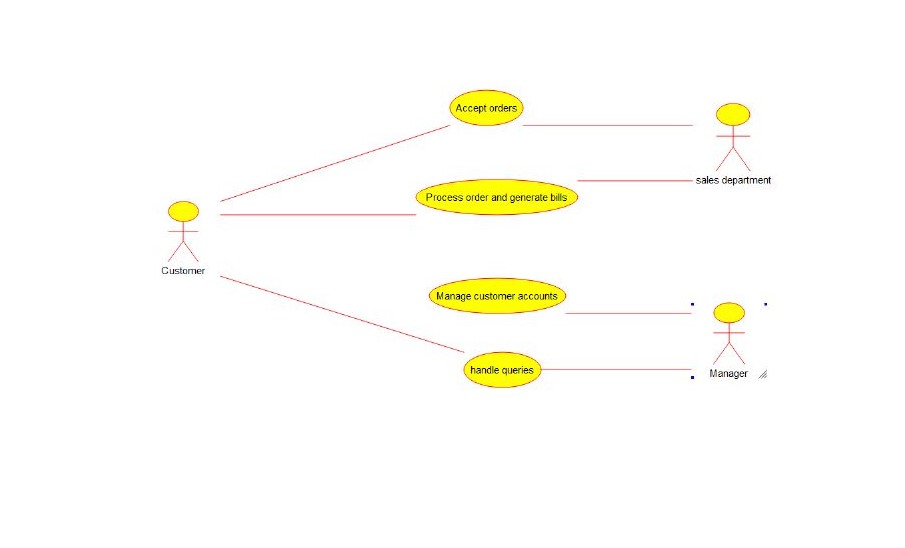 Accept orders
sales department
Process order and generate bills
Customer
Manage customer accounts
handle queries
Manager